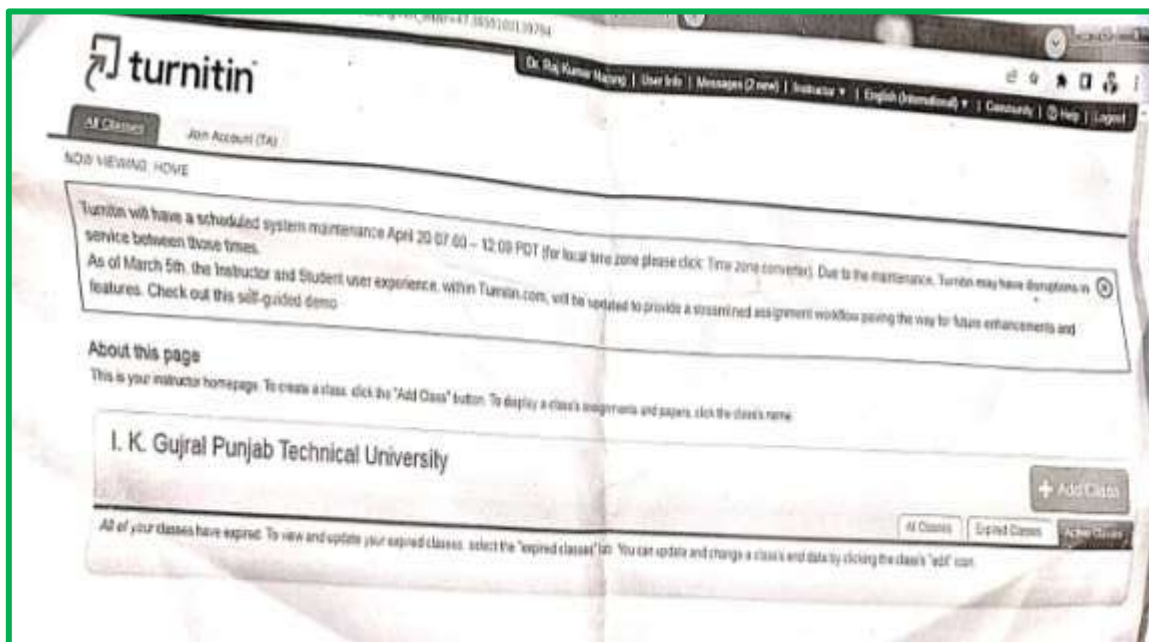 turnitin
Dr. Raj Kumar | User Info | Messages (2 new) | Instructor ▼ | English (International) ▼ | Community | Help | Logout
All Classes
Join Account (TA)
NOW VIEWING: HOME
Turnitin will have a scheduled system maintenance April 20 07:00 – 12:00 PDT (for local time zone please click: Time zone converter). Due to the maintenance, Turnitin may have disruptions in
service between those times.
As of March 5th, the Instructor and Student user experience, within Turnitin.com, will be updated to provide a streamlined assignment workflow paving the way for future enhancements and
features. Check out this self-guided demo
About this page
This is your instructor homepage. To create a class, click the "Add Class" button. To display a class's assignments and papers, click the class's name.
I. K. Gujral Punjab Technical University
+ Add Class
All Classes
Expired Classes
All of your classes have expired. To view and update your expired classes, select the "expired classes" tab. You can update and change a class's end date by clicking the class's "edit" icon.